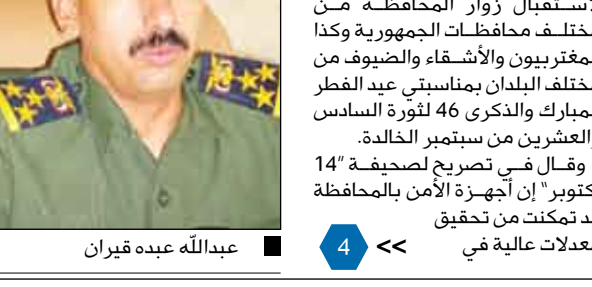 لاستقبال زوار المحافظة من
مختلف محافظات الجمهورية وكذا
المغتربيون والأشقاء والضيوف من
مختلف البلدان بمناسبتي عيد الفطر
المبارك والذكرى 46 لثورة السادس
والعشرين من سبتمبر الخالدة.
وقال في تصريح لصحيفة "14
أكتوبر" إن أجهزة الأمن بالمحافظة
قد تمكنت من تحقيق
معدلات عالية في >> 4
عبدالله عبده قيران